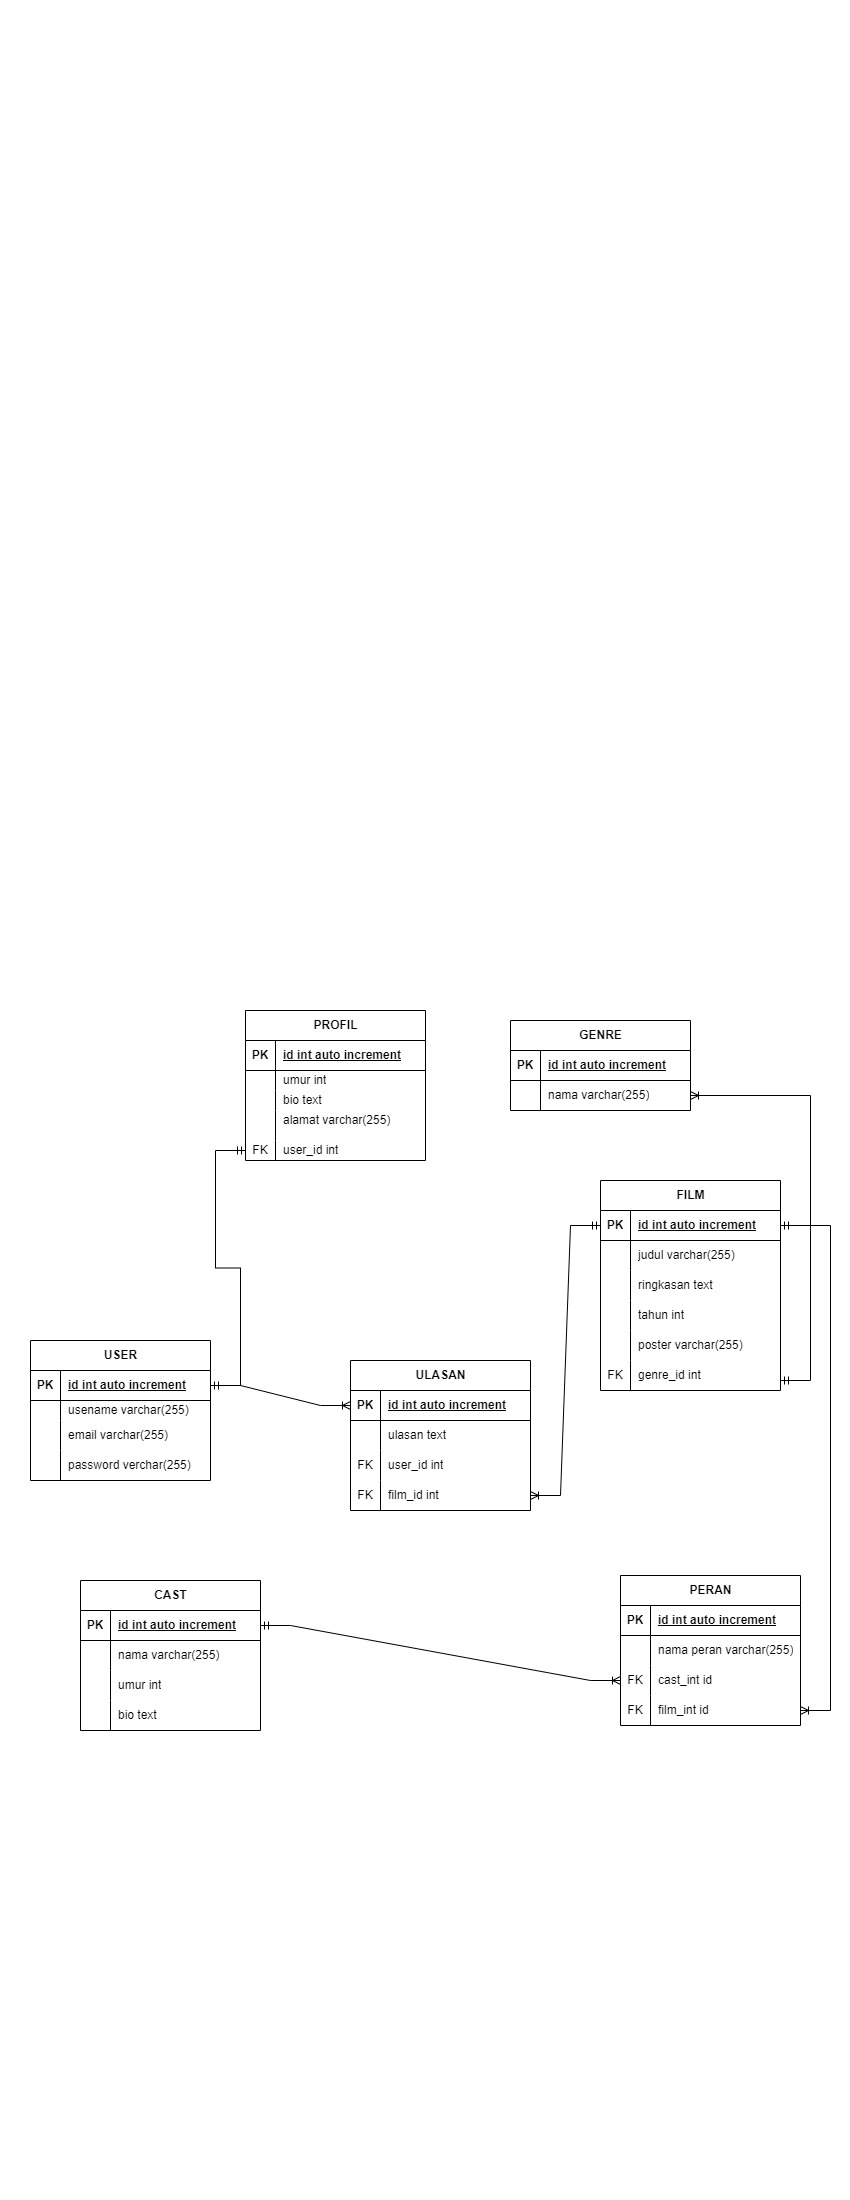 PROFIL
PK id int auto increment
umur int
bio text
alamat varchar(255)
FK user_id int
GENRE
PK id int auto increment
nama varchar(255)
FILM
PK id int auto increment
judul varchar(255)
ringkasan text
tahun int
poster varchar(255)
FK genre_id int
USER
PK id int auto increment
usename varchar(255)
email varchar(255)
password verchar(255)
ULASAN
PK id int auto increment
ulasan text
FK user_id int
FK film_id int
CAST
PK id int auto increment
nama varchar(255)
umur int
bio text
PERAN
PK id int auto increment
nama peran varchar(255)
FK cast_int id
FK film_int id